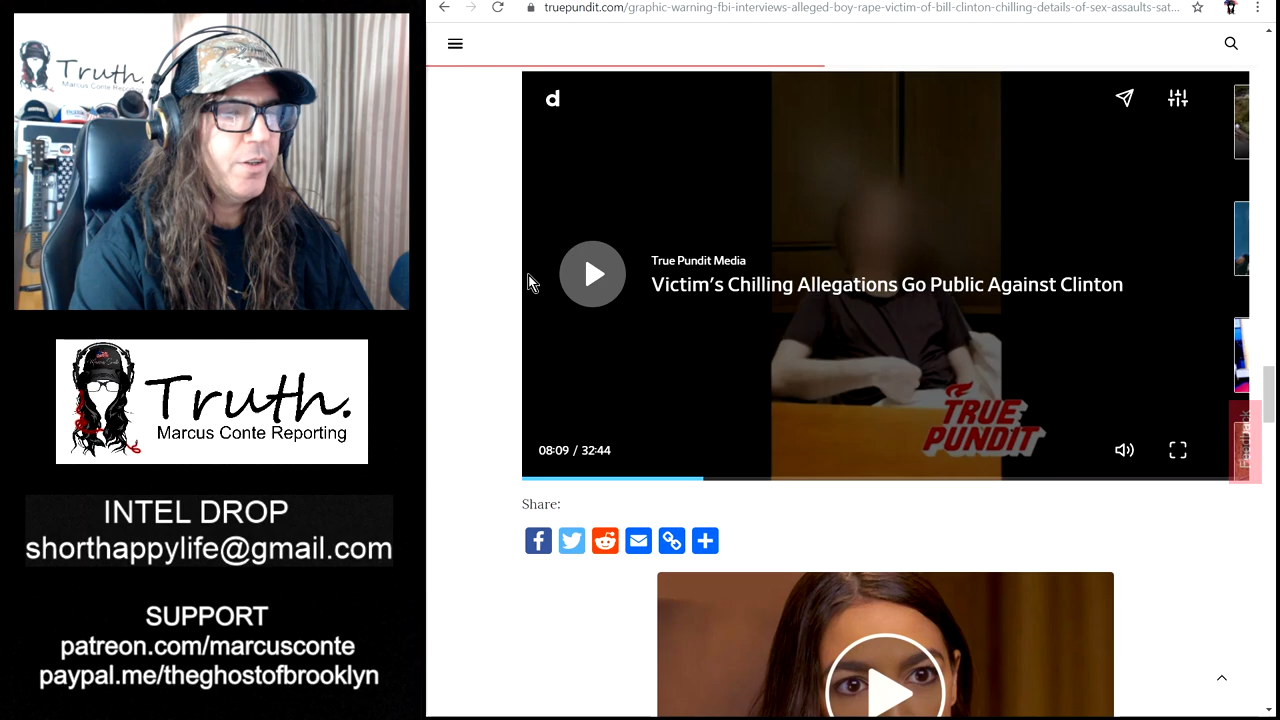 Truth.
Marcus Conte Reporting
Truth.
Marcus Conte Reporting
INTEL DROP
shorthappylife@gmail.com
SUPPORT
patreon.com/marcusconte
paypal.me/theghostofbrooklyn
truepundit.com/graphic-warning-fbi-interviews-alleged-boy-rape-victim-of-bill-clinton-chilling-details-of-sex-assaults-sat...
d
True Pundit Media
Victim's Chilling Allegations Go Public Against Clinton
TRUE
PUNDIT
08:09 / 32:44
Feedback
Share: